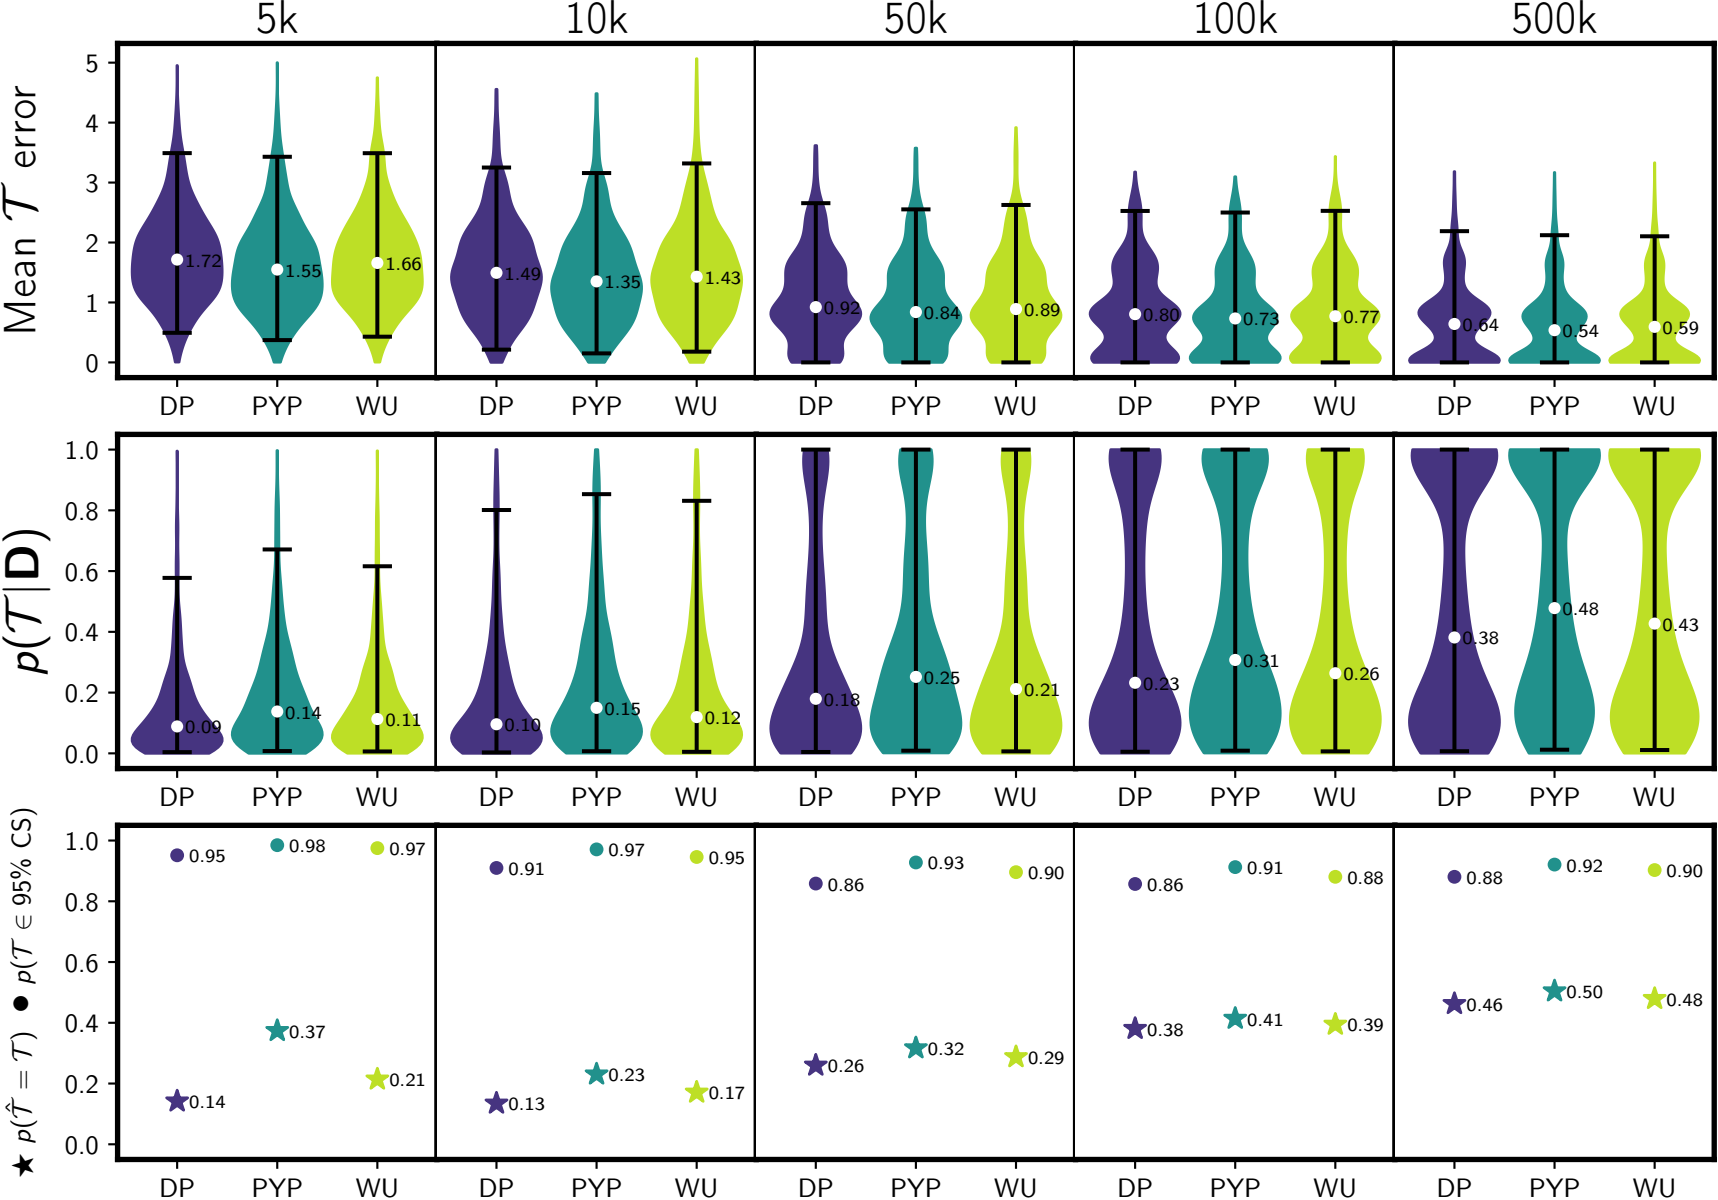 5k 10k 50k 100k 500k
Mean 𝒯 error
5
4
3
2
1
0
1.72 1.55 1.66 1.49 1.35 1.43 0.92 0.84 0.89 0.80 0.73 0.77 0.64 0.54 0.59
DP PYP WU DP PYP WU DP PYP WU DP PYP WU DP PYP WU
p(𝒯|D)
1.0
0.8
0.6
0.4
0.2
0.0
0.09 0.14 0.11 0.10 0.15 0.12 0.18 0.25 0.21 0.23 0.31 0.26 0.38 0.48 0.43
DP PYP WU DP PYP WU DP PYP WU DP PYP WU DP PYP WU
★ p(𝒯̂ = 𝒯) ● p(𝒯 ∈ 95% CS)
1.0
0.8
0.6
0.4
0.2
0.0
0.95 0.98 0.97 0.91 0.97 0.95 0.86 0.93 0.90 0.86 0.91 0.88 0.88 0.92 0.90
0.14 0.37 0.21 0.13 0.23 0.17 0.26 0.32 0.29 0.38 0.41 0.39 0.46 0.50 0.48
DP PYP WU DP PYP WU DP PYP WU DP PYP WU DP PYP WU